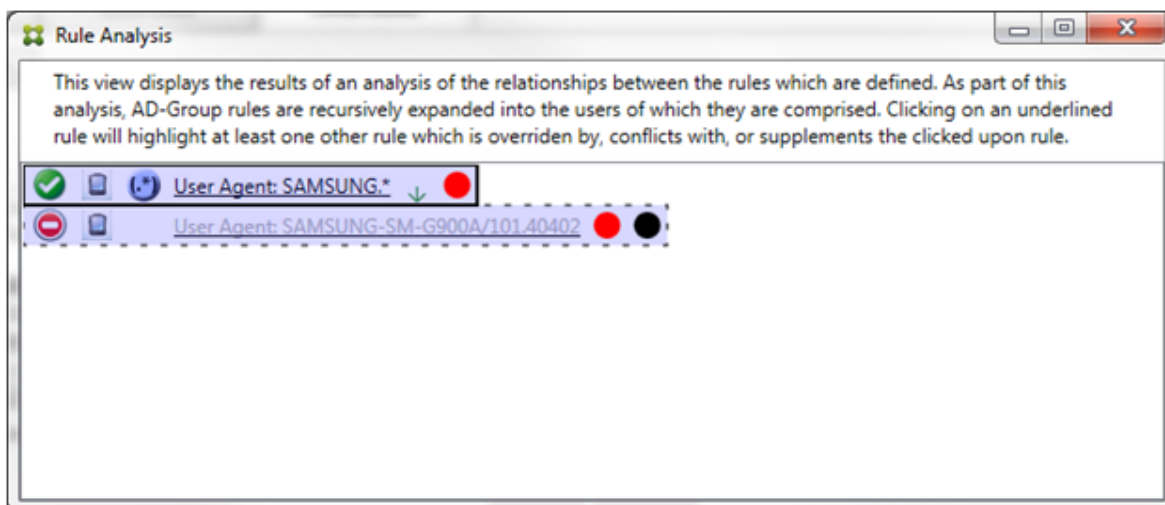 Rule Analysis
This view displays the results of an analysis of the relationships between the rules which are defined. As part of this
analysis, AD-Group rules are recursively expanded into the users of which they are comprised. Clicking on an underlined
rule will highlight at least one other rule which is overriden by, conflicts with, or supplements the clicked upon rule.
(.*) User Agent: SAMSUNG.*
User Agent: SAMSUNG-SM-G900A/101.40402